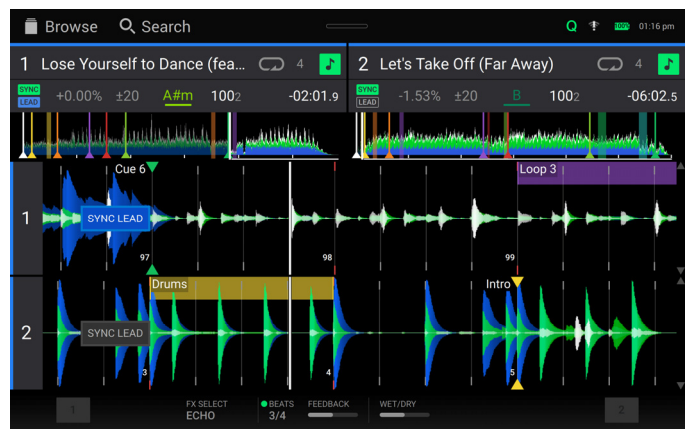 Browse Search Q 100% 01:16 pm
1 Lose Yourself to Dance (fea... 4
2 Let's Take Off (Far Away) 4
SYNC
LEAD
+0.00% ±20 A#m 1002 -02:01.9
SYNC
LEAD
-1.53% ±20 B 1002 -06:02.5
Cue 6 Loop 3
1 SYNC LEAD
97 98 99
Drums Intro
2 SYNC LEAD
3 4 5
1 FX SELECT BEATS FEEDBACK WET/DRY 2
ECHO 3/4